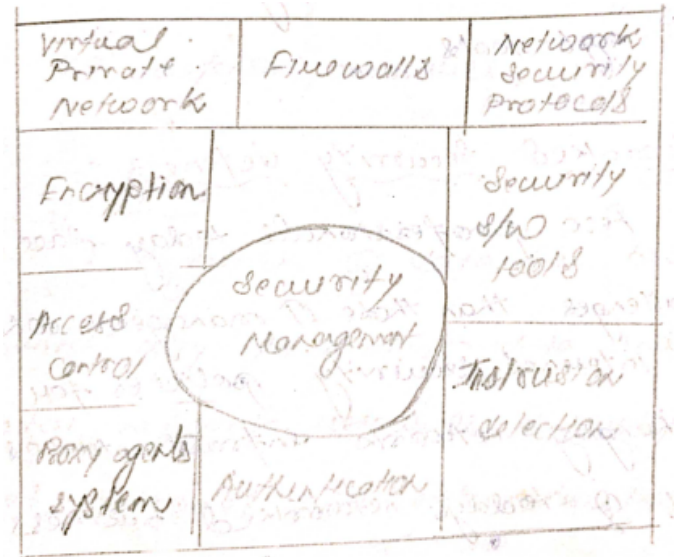 Virtual
Private
Network
Firewalls
Network
Security
Protocols
Encryption
Security
S/W
tools
Security
Management
Access
Control
Instrusion
detection
Proxy agents
system
Authentication